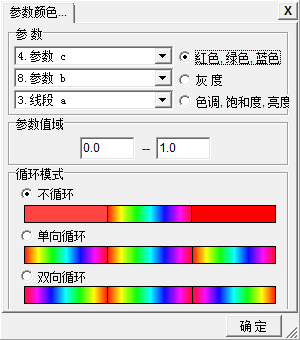 参数颜色... X
参 数
4.参数 c
红色, 绿色, 蓝色
8.参数 b
灰 度
3.线段 a
色调, 饱和度, 亮度
参数值域
0.0 -- 1.0
循环模式
不循环
单向循环
双向循环
确 定